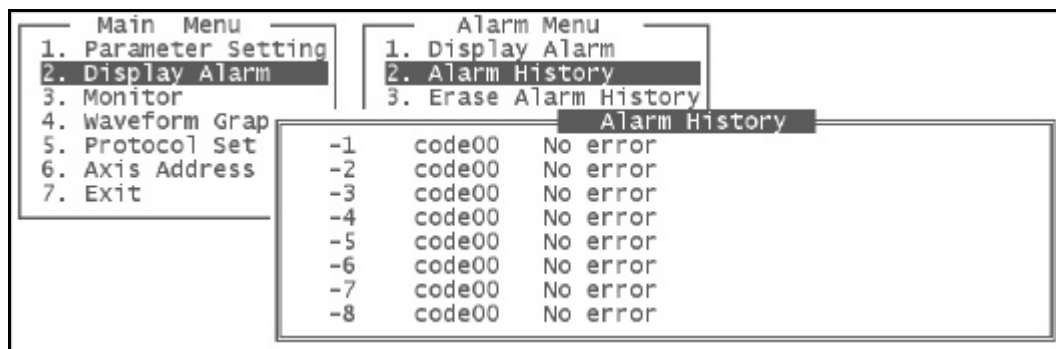 Main Menu
1. Parameter Setting
2. Display Alarm
3. Monitor
4. Waveform Grap
5. Protocol Set
6. Axis Address
7. Exit
Alarm Menu
1. Display Alarm
2. Alarm History
3. Erase Alarm History
Alarm History
-1 code00 No error
-2 code00 No error
-3 code00 No error
-4 code00 No error
-5 code00 No error
-6 code00 No error
-7 code00 No error
-8 code00 No error